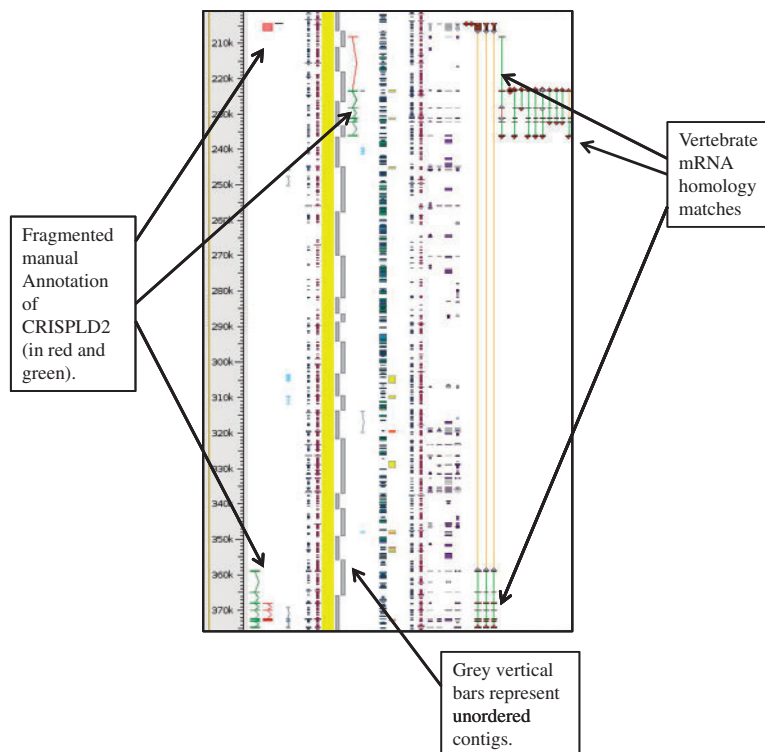 210k
220k
230k
240k
250k
260k
270k
280k
290k
300k
310k
320k
330k
340k
350k
360k
370k
Fragmented
manual
Annotation
of
CRISPLD2
(in red and
green).
Vertebrate
mRNA
homology
matches
Grey vertical
bars represent
unordered
contigs.